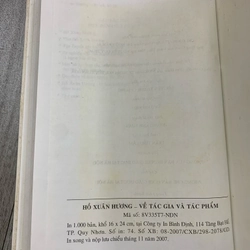 HỒ XUÂN HƯƠNG - VỀ TÁC GIA VÀ TÁC PHẨM
Mã số: 8V335T7-NDN
In 1.000 bản, khổ 16 x 24 cm, tại Công ty In Bình Định, 114 Tăng Bạt Hổ
TP. Quy Nhơn. Số in: 74. Số XB: 08-2007/CXB/298-2078/GD
In xong và nộp lưu chiểu tháng 11 năm 2007.